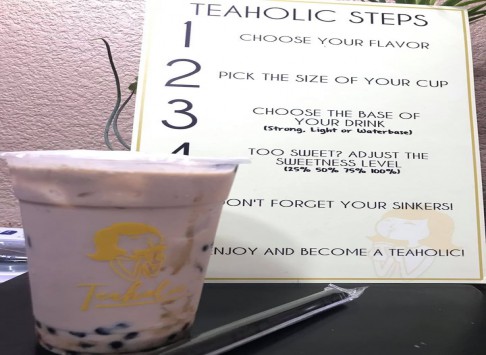 TEAHOLIC STEPS
1
CHOOSE YOUR FLAVOR
2
PICK THE SIZE OF YOUR CUP
3
CHOOSE THE BASE OF
YOUR DRINK
(Strong, Light or Waterbase)
4
TOO SWEET? ADJUST THE
SWEETNESS LEVEL
(25% 50% 75% 100%)
DON'T FORGET YOUR SINKERS!
ENJOY AND BECOME A TEAHOLIC!
Teaholic